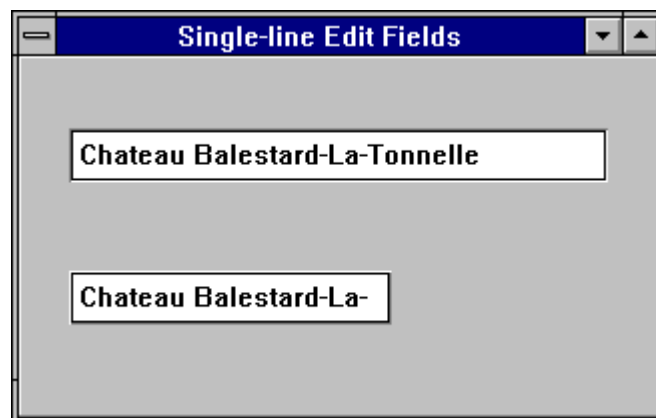 Single-line Edit Fields
Chateau Balestard-La-Tonnelle
Chateau Balestard-La-